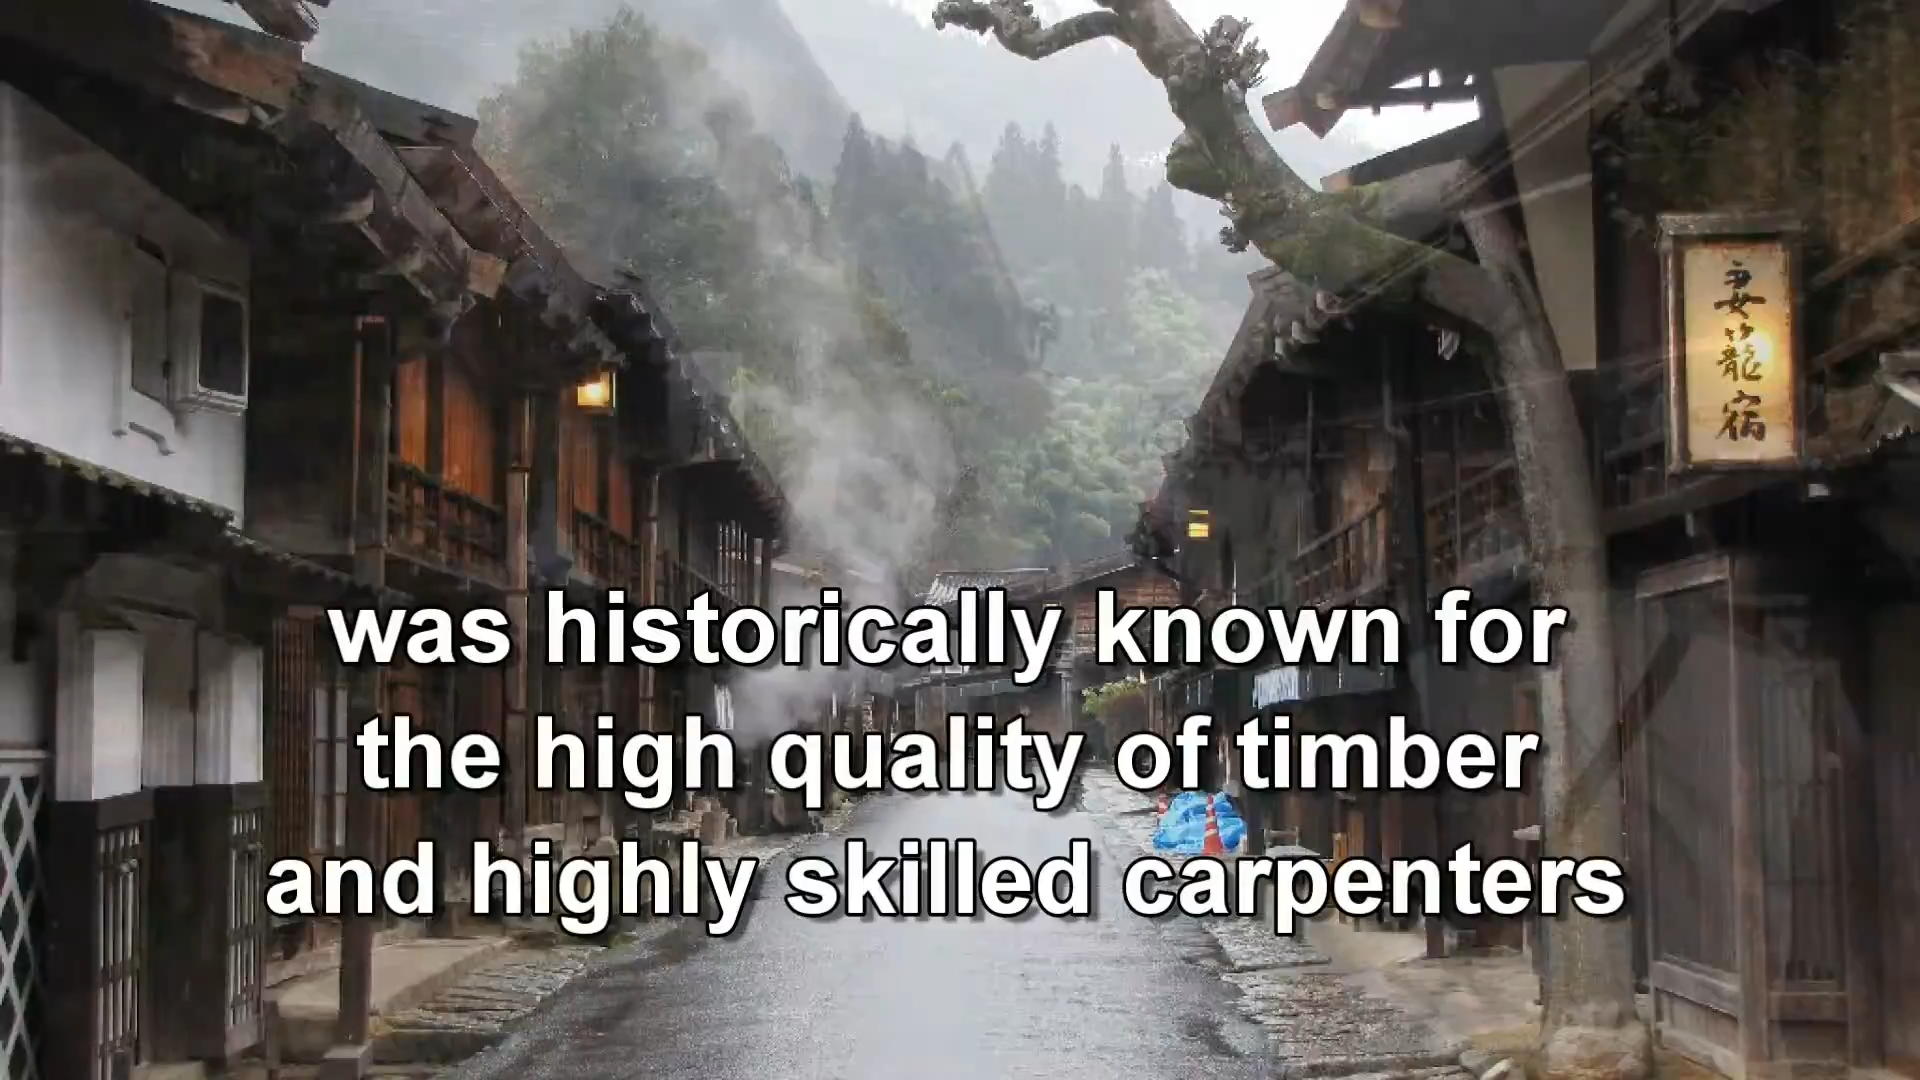 妻籠宿
was historically known for
the high quality of timber
and highly skilled carpenters